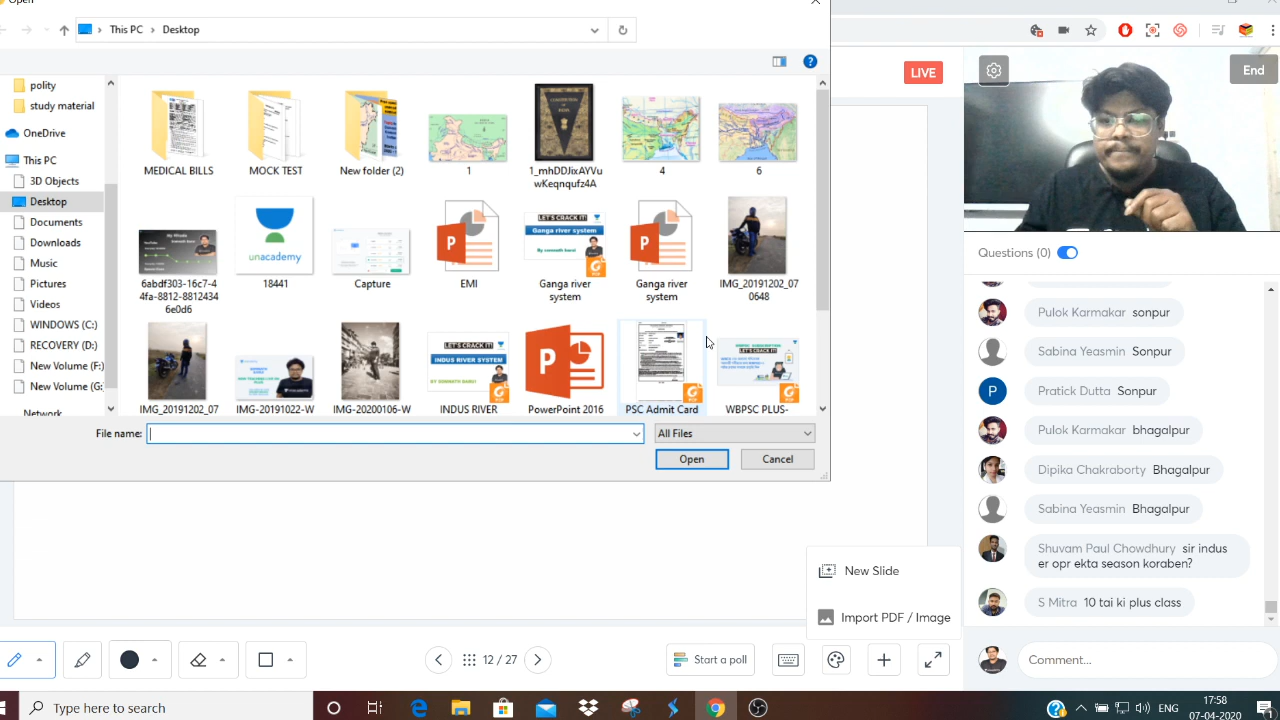 Open
This PC > Desktop
LIVE
End
polity
study material
OneDrive
This PC
3D Objects
Desktop
Documents
Downloads
Music
Pictures
Videos
WINDOWS (C:)
RECOVERY (D:)
New Volume (F:
New Volume (G:
Network
MEDICAL BILLS
MOCK TEST
New folder (2)
1
1_mhDDJixAYVu
wKeqnqufz4A
4
6
6abdf303-16c7-4
4fa-8812-8812434
6e0d6
unacademy
18441
Capture
EMI
LET'S CRACK IT!
Ganga river system
Ganga river
system
Ganga river
system
IMG_20191202_07
0648
IMG_20191202_07
IMG-20191022-W
IMG-20200106-W
LET'S CRACK IT!
INDUS RIVER SYSTEM
INDUS RIVER
PowerPoint 2016
PSC Admit Card
LET'S CRACK IT!
WBPSC PLUS-
File name:
All Files
Open
Cancel
Questions (0)
Pulok Karmakar sonpur
Sabina Yeasmin Sonpur
P Pratick Dutta Sonpur
Pulok Karmakar bhagalpur
Dipika Chakraborty Bhagalpur
Sabina Yeasmin Bhagalpur
Shuvam Paul Chowdhury sir indus
er opr ekta season koraben?
S Mitra 10 tai ki plus class
Comment...
New Slide
Import PDF / Image
12 / 27
Start a poll
Type here to search
ENG
17:58
07-04-2020